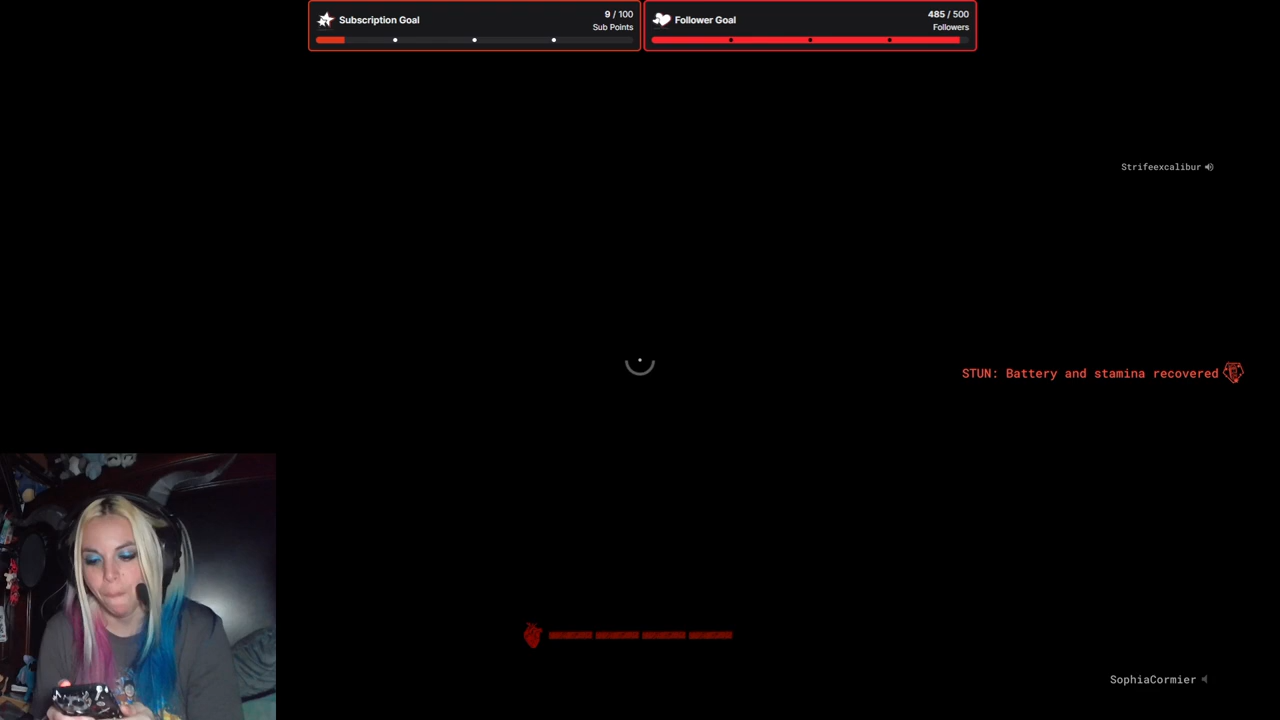 Subscription Goal
9 / 100
Sub Points
Follower Goal
485 / 500
Followers
Strifeexcalibur
STUN: Battery and stamina recovered
SophiaCormier